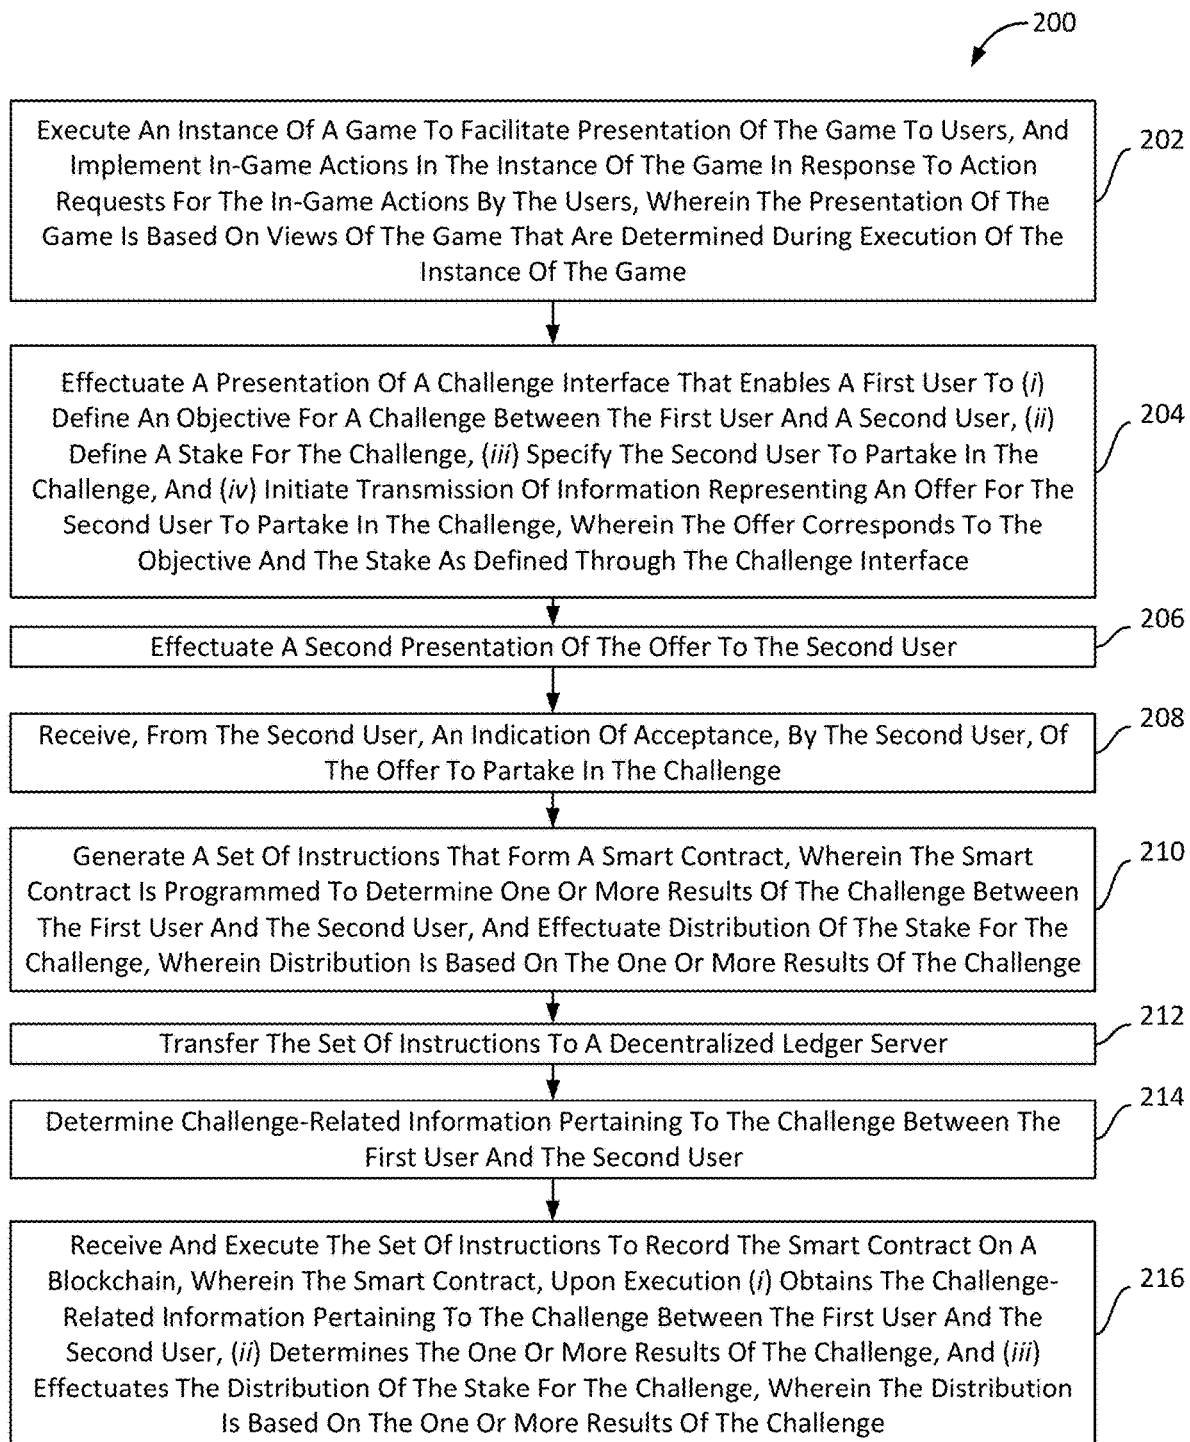 200
Execute An Instance Of A Game To Facilitate Presentation Of The Game To Users, And
Implement In-Game Actions In The Instance Of The Game In Response To Action
Requests For The In-Game Actions By The Users, Wherein The Presentation Of The
Game Is Based On Views Of The Game That Are Determined During Execution Of The
Instance Of The Game
202
Effectuate A Presentation Of A Challenge Interface That Enables A First User To (i)
Define An Objective For A Challenge Between The First User And A Second User, (ii)
Define A Stake For The Challenge, (iii) Specify The Second User To Partake In The
Challenge, And (iv) Initiate Transmission Of Information Representing An Offer For The
Second User To Partake In The Challenge, Wherein The Offer Corresponds To The
Objective And The Stake As Defined Through The Challenge Interface
204
Effectuate A Second Presentation Of The Offer To The Second User
206
Receive, From The Second User, An Indication Of Acceptance, By The Second User, Of
The Offer To Partake In The Challenge
208
Generate A Set Of Instructions That Form A Smart Contract, Wherein The Smart
Contract Is Programmed To Determine One Or More Results Of The Challenge Between
The First User And The Second User, And Effectuate Distribution Of The Stake For The
Challenge, Wherein Distribution Is Based On The One Or More Results Of The Challenge
210
Transfer The Set Of Instructions To A Decentralized Ledger Server
212
Determine Challenge-Related Information Pertaining To The Challenge Between The
First User And The Second User
214
Receive And Execute The Set Of Instructions To Record The Smart Contract On A
Blockchain, Wherein The Smart Contract, Upon Execution (i) Obtains The Challenge-
Related Information Pertaining To The Challenge Between The First User And The
Second User, (ii) Determines The One Or More Results Of The Challenge, And (iii)
Effectuates The Distribution Of The Stake For The Challenge, Wherein The Distribution
Is Based On The One Or More Results Of The Challenge
216